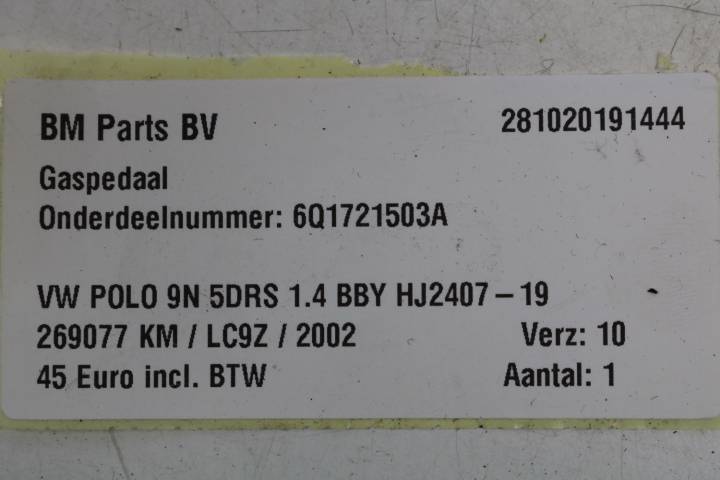 BM Parts BV 281020191444
Gaspedaal
Onderdeelnummer: 6Q1721503A
VW POLO 9N 5DRS 1.4 BBY HJ2407-19
269077 KM / LC9Z / 2002 Verz: 10
45 Euro incl. BTW Aantal: 1